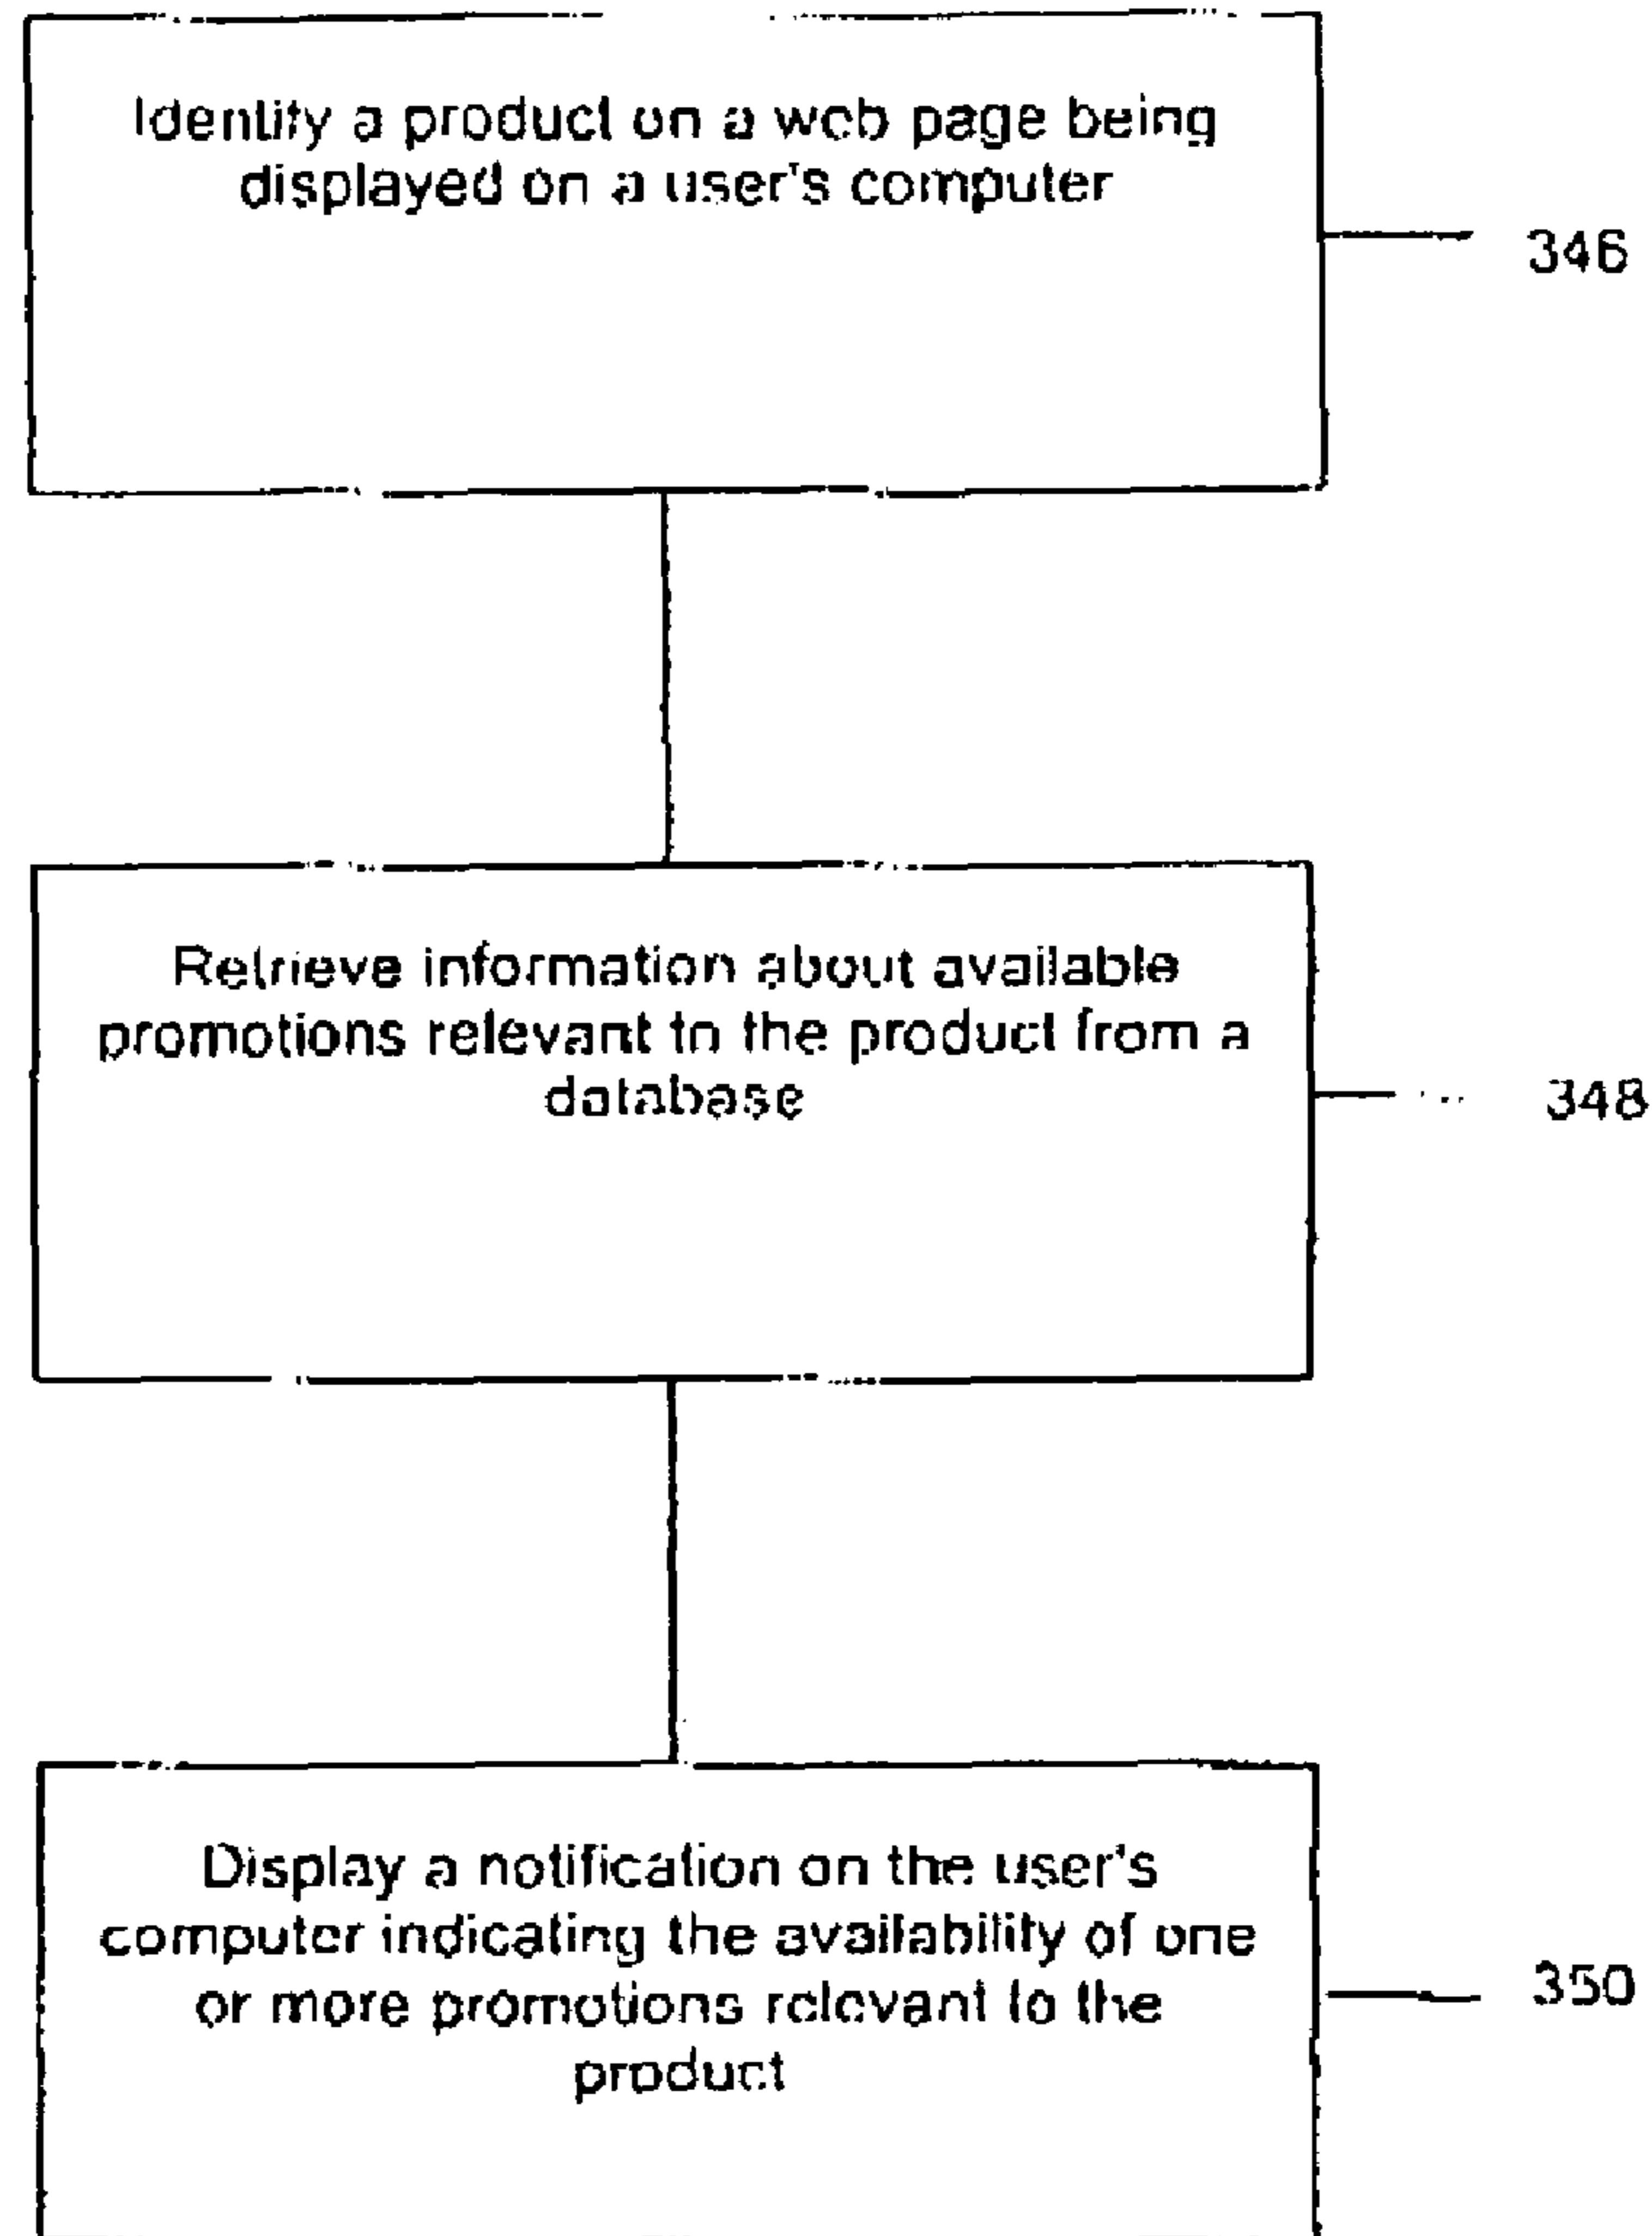 Identify a product on a web page being
displayed on a user's computer
346
Retrieve information about available
promotions relevant to the product from a
database
348
Display a notification on the user's
computer indicating the availability of one
or more promotions relevant to the
product
350